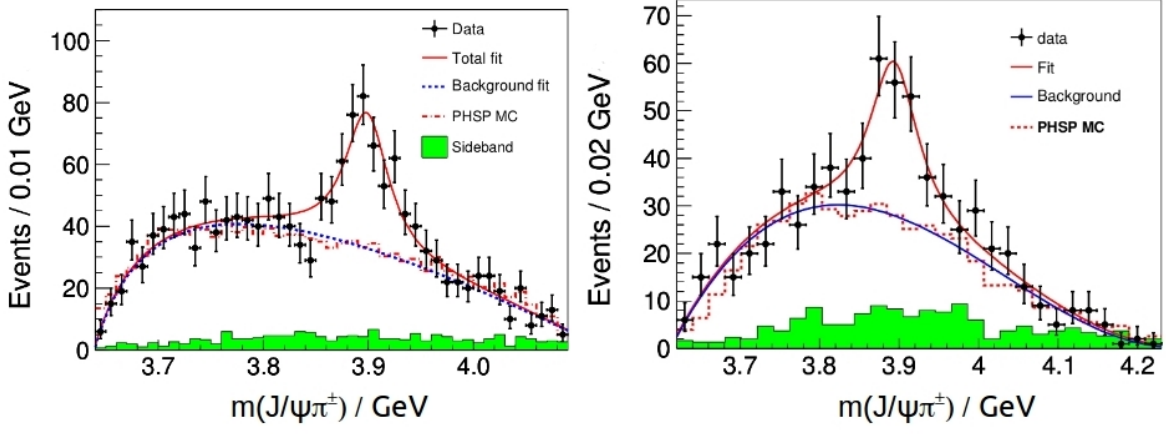 Events / 0.01 GeV
100
80
60
40
20
0
3.7
3.8
3.9
4.0
m(J/ψπ±) / GeV
Data
Total fit
Background fit
PHSP MC
Sideband
Events / 0.02 GeV
70
60
50
40
30
20
10
0
3.7
3.8
3.9
4
4.1
4.2
m(J/ψπ±) / GeV
data
Fit
Background
PHSP MC